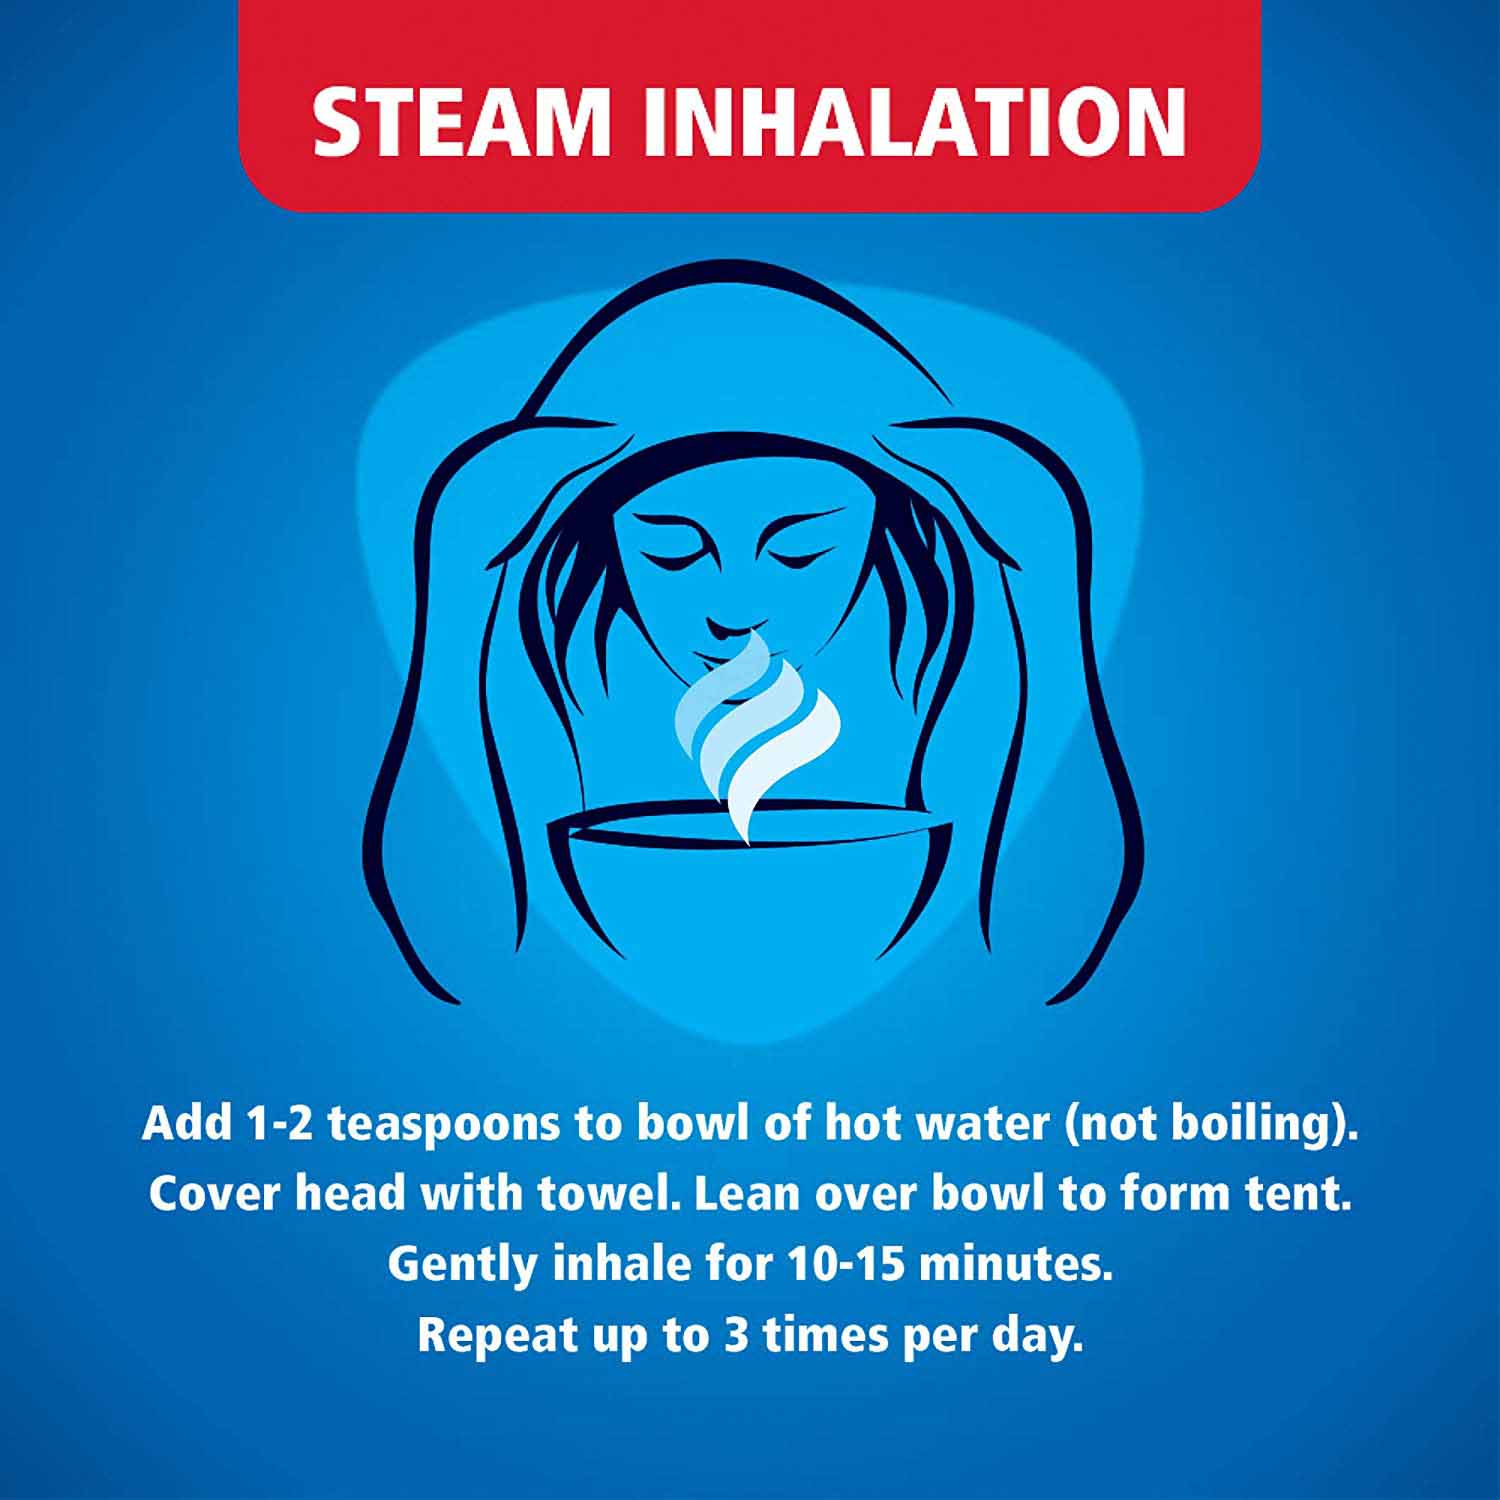 STEAM INHALATION
Add 1-2 teaspoons to bowl of hot water (not boiling).
Cover head with towel. Lean over bowl to form tent.
Gently inhale for 10-15 minutes.
Repeat up to 3 times per day.